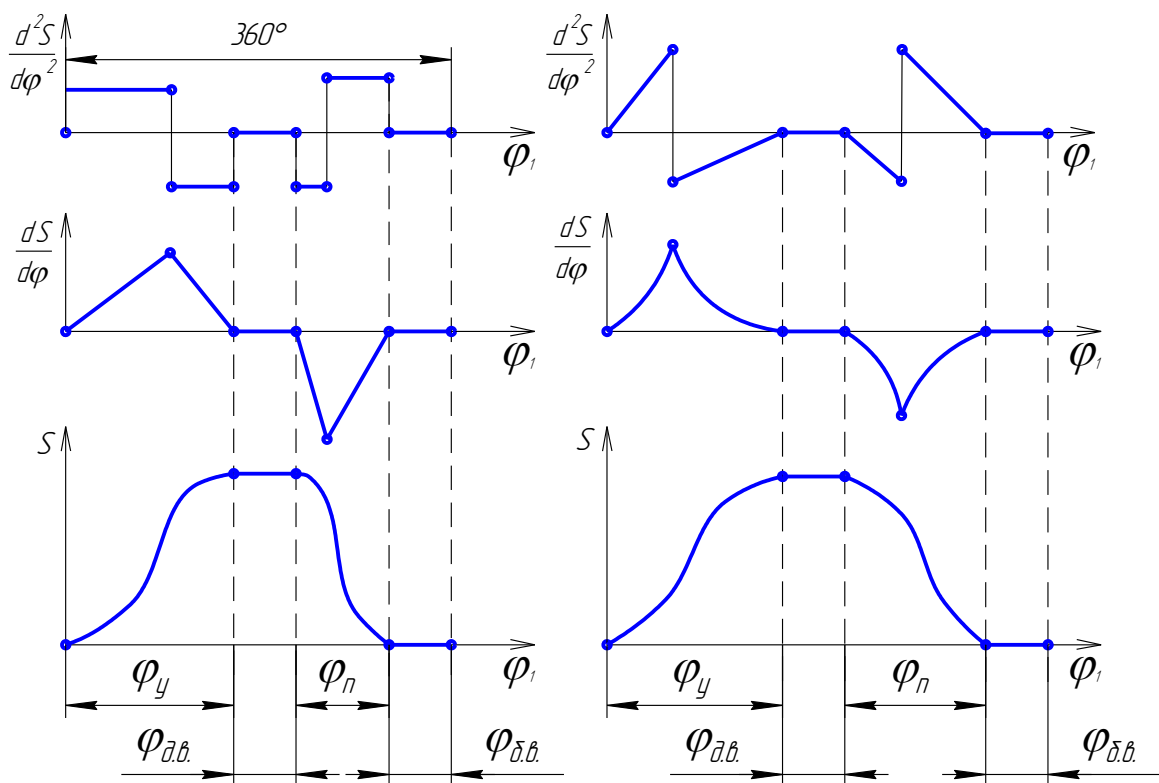 d²S/dφ²
360°
φ₁
d²S/dφ²
φ₁
dS/dφ
φ₁
dS/dφ
φ₁
S
φ₁
S
φ₁
φу
φп
φу
φп
φд.в.
φб.в.
φд.в.
φб.в.